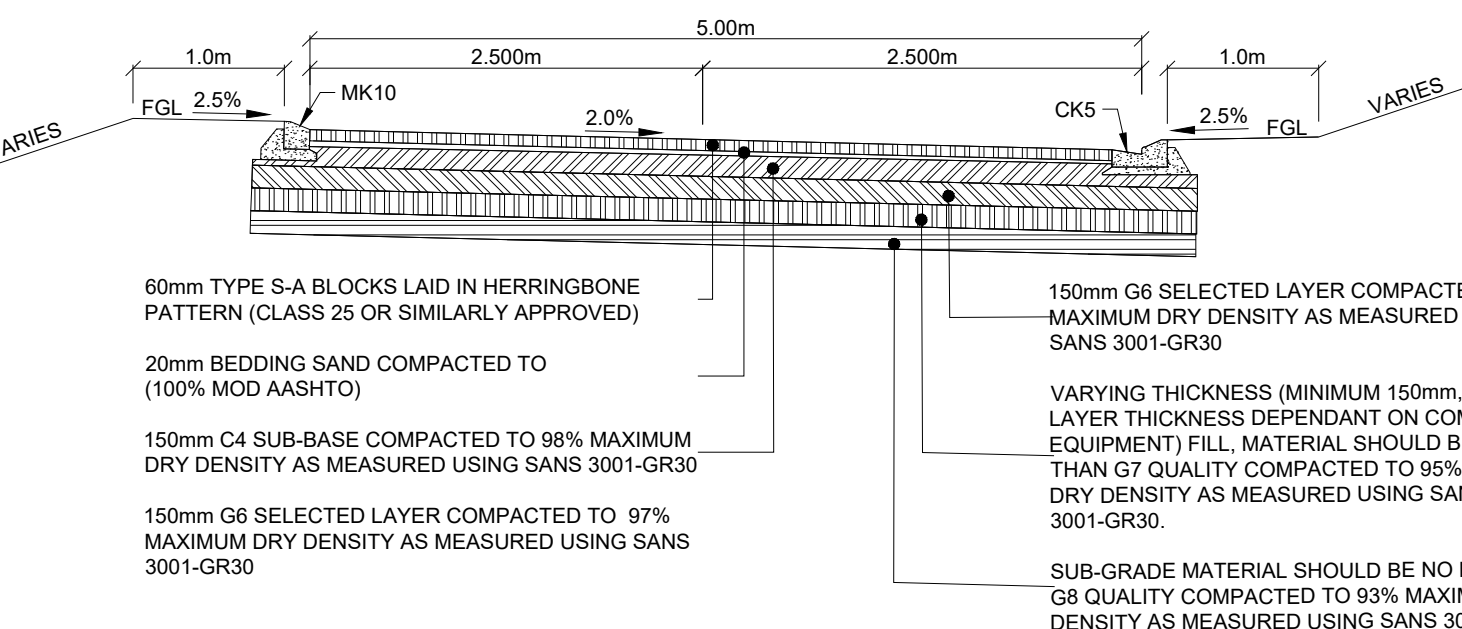 5.00m
1.0m
2.500m
2.500m
1.0m
FGL 2.5%
MK10
2.0%
CK5
2.5% FGL
VARIES
ARIES
60mm TYPE S-A BLOCKS LAID IN HERRINGBONE
PATTERN (CLASS 25 OR SIMILARLY APPROVED)
20mm BEDDING SAND COMPACTED TO
(100% MOD AASHTO)
150mm C4 SUB-BASE COMPACTED TO 98% MAXIMUM
DRY DENSITY AS MEASURED USING SANS 3001-GR30
150mm G6 SELECTED LAYER COMPACTED TO 97%
MAXIMUM DRY DENSITY AS MEASURED USING SANS
3001-GR30
150mm G6 SELECTED LAYER COMPACTE
MAXIMUM DRY DENSITY AS MEASURED
SANS 3001-GR30
VARYING THICKNESS (MINIMUM 150mm,
LAYER THICKNESS DEPENDANT ON CO
EQUIPMENT) FILL, MATERIAL SHOULD B
THAN G7 QUALITY COMPACTED TO 95%
DRY DENSITY AS MEASURED USING SA
3001-GR30.
SUB-GRADE MATERIAL SHOULD BE NO
G8 QUALITY COMPACTED TO 93% MAXI
DENSITY AS MEASURED USING SANS 30